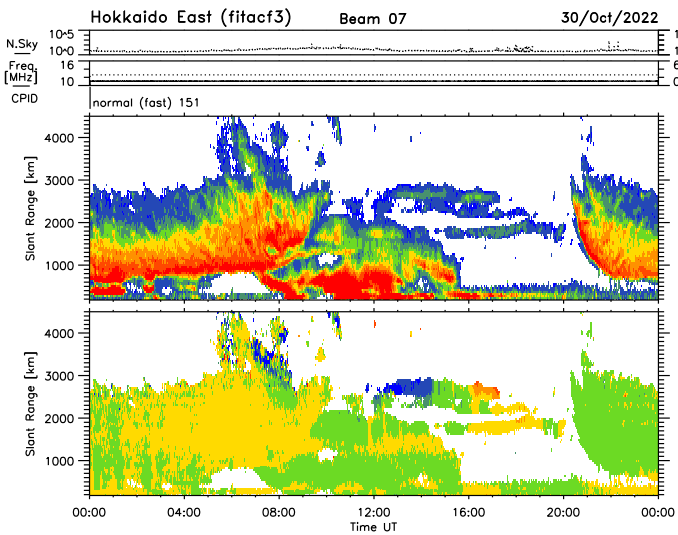 Hokkaido East (fitacf3) Beam 07 30/Oct/2022
N.Sky 10^5 10^0
Freq. [MHz] 16 10
CPID normal (fast) 151
Slant Range [km] 4000 3000 2000 1000
Slant Range [km] 4000 3000 2000 1000
00:00 04:00 08:00 12:00 16:00 20:00 00:00
Time UT